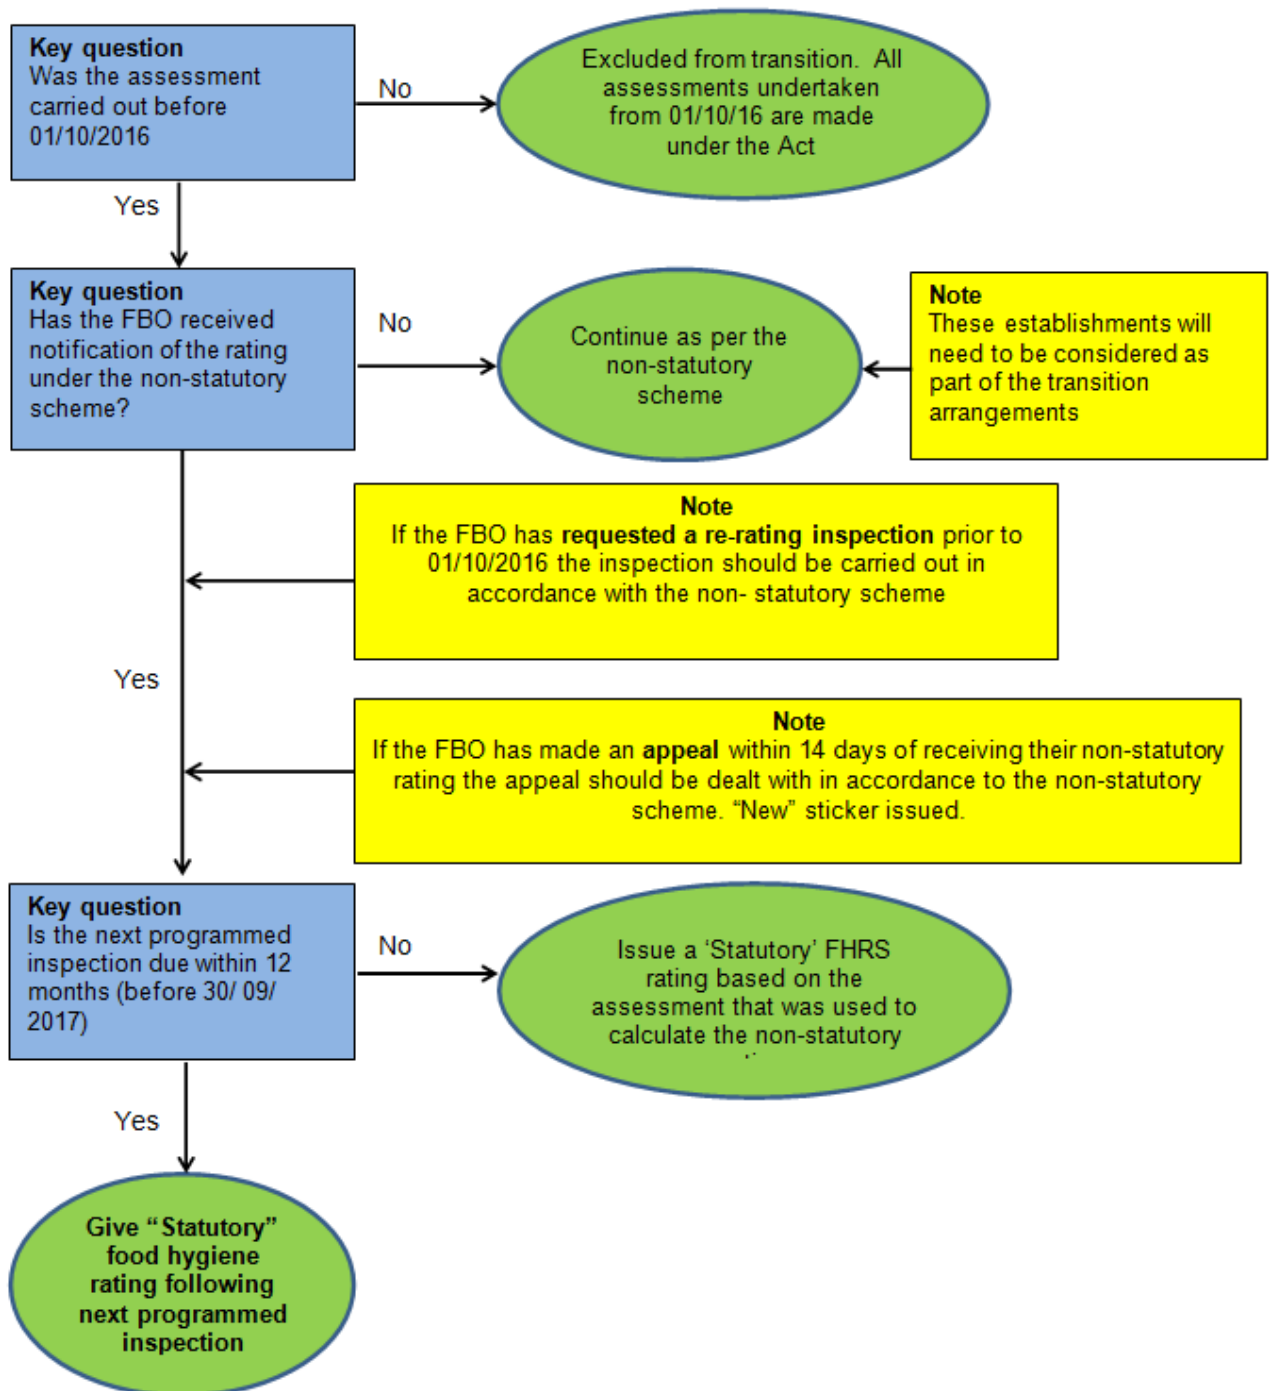 Key question
Was the assessment
carried out before
01/10/2016
No
Excluded from transition. All
assessments undertaken
from 01/10/16 are made
under the Act
Yes
Key question
Has the FBO received
notification of the rating
under the non-statutory
scheme?
No
Continue as per the
non-statutory
scheme
Note
These establishments will
need to be considered as
part of the transition
arrangements
Note
If the FBO has requested a re-rating inspection prior to
01/10/2016 the inspection should be carried out in
accordance with the non- statutory scheme
Yes
Note
If the FBO has made an appeal within 14 days of receiving their non-statutory
rating the appeal should be dealt with in accordance to the non-statutory
scheme. “New” sticker issued.
Key question
Is the next programmed
inspection due within 12
months (before 30/ 09/
2017)
No
Issue a ‘Statutory’ FHRS
rating based on the
assessment that was used to
calculate the non-statutory
Yes
Give “Statutory”
food hygiene
rating following
next programmed
inspection